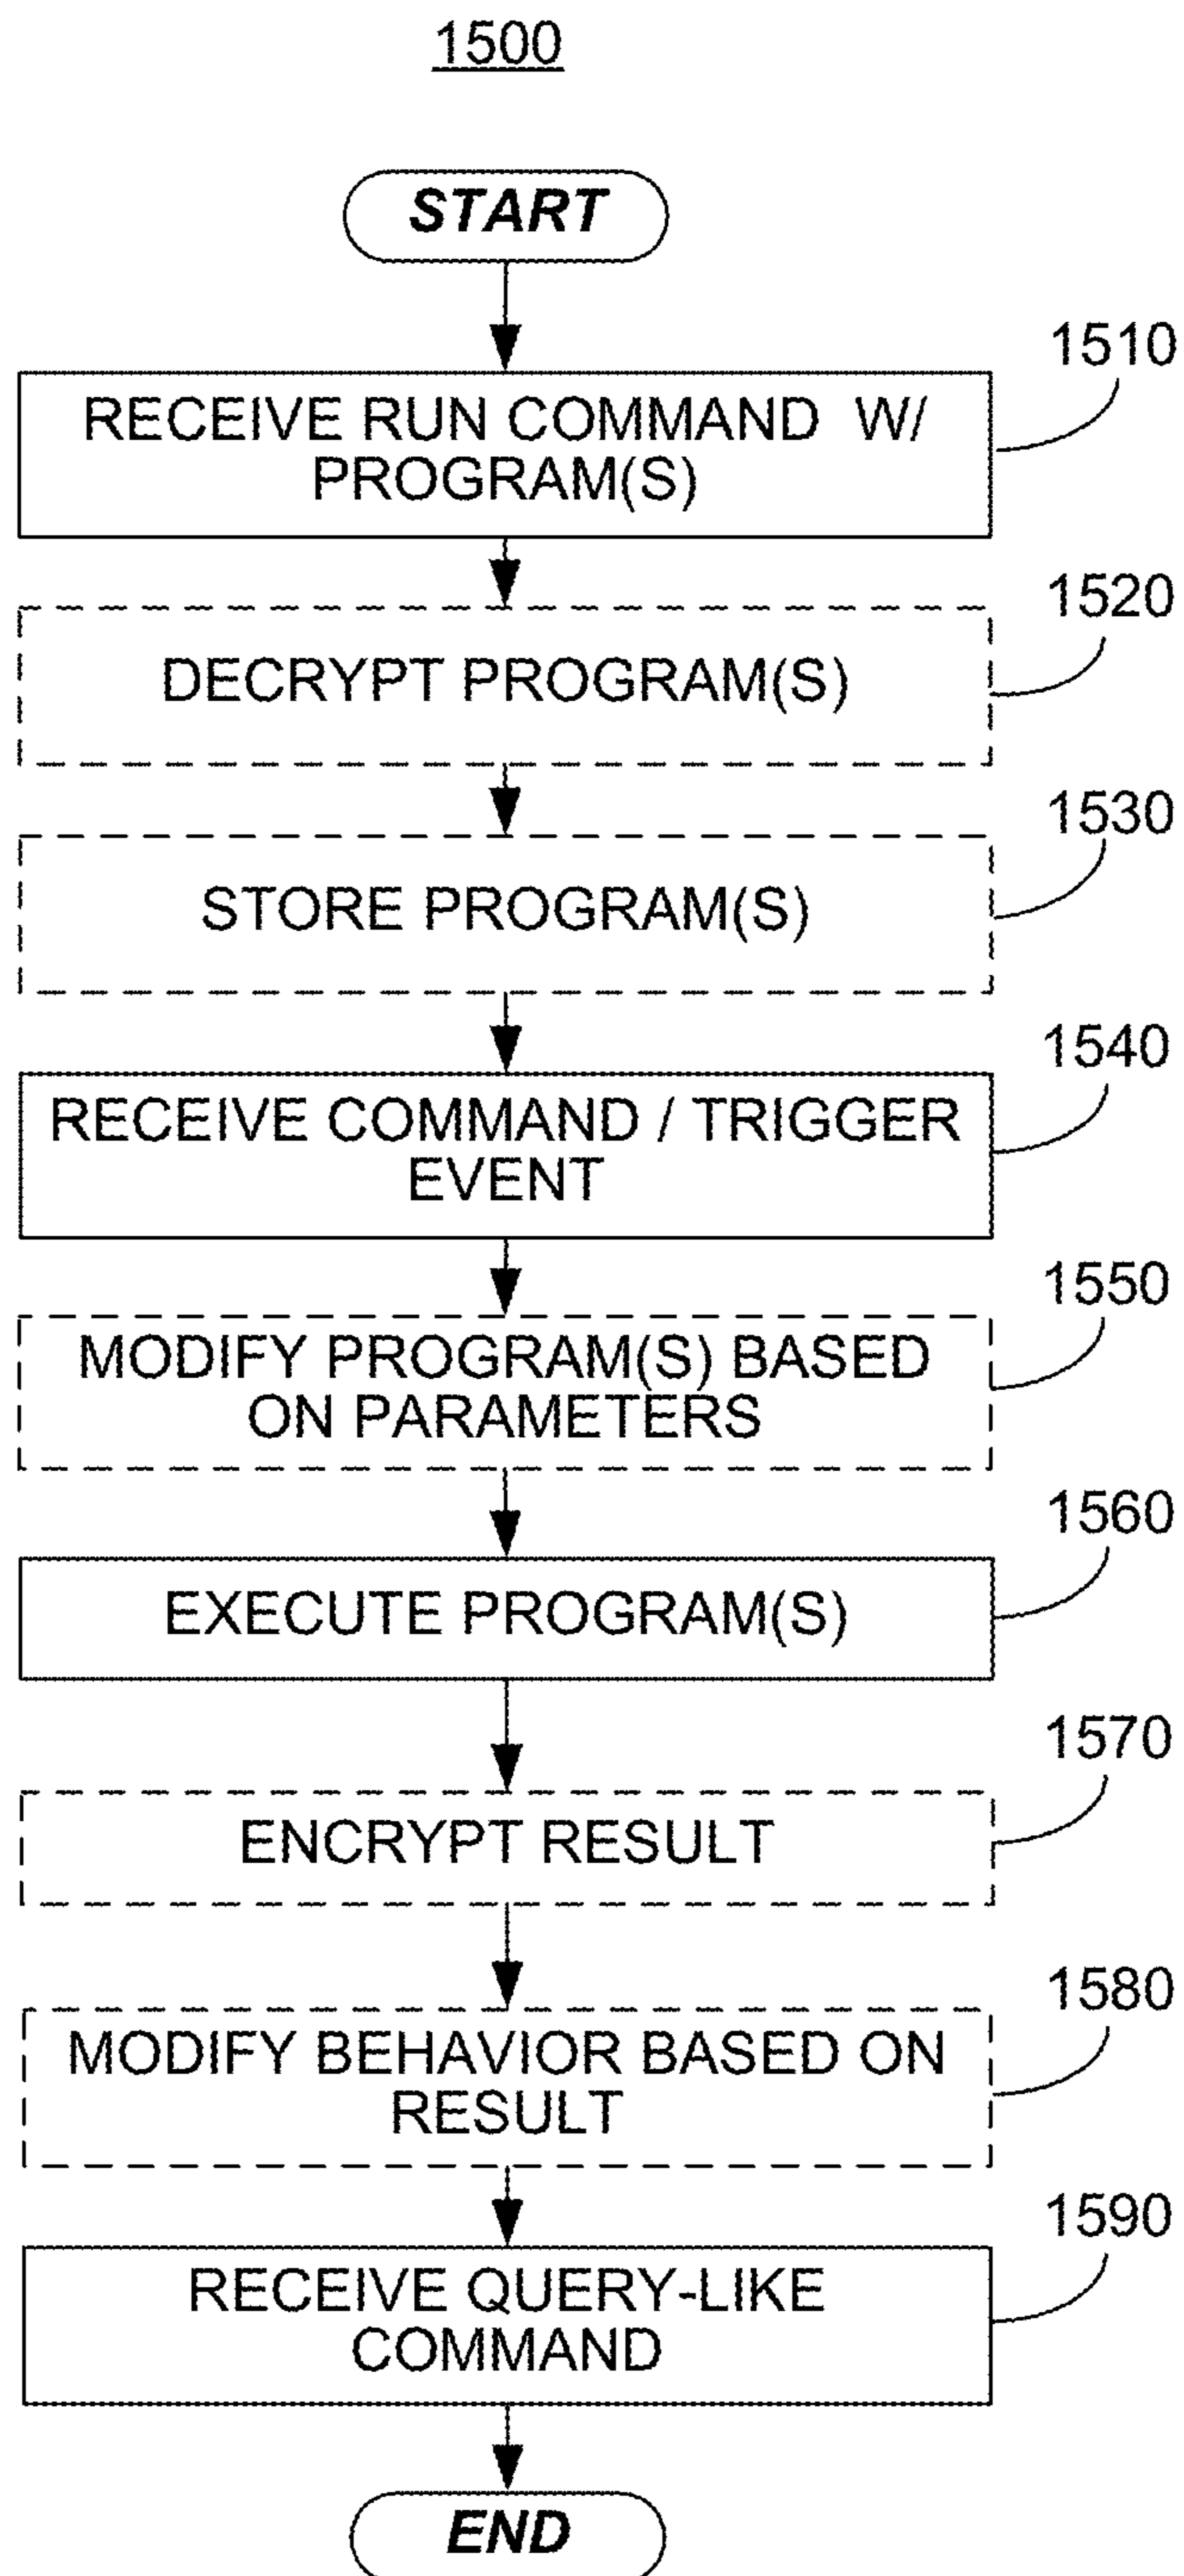 1500
START
1510
RECEIVE RUN COMMAND W/
PROGRAM(S)
1520
DECRYPT PROGRAM(S)
1530
STORE PROGRAM(S)
1540
RECEIVE COMMAND / TRIGGER
EVENT
1550
MODIFY PROGRAM(S) BASED
ON PARAMETERS
1560
EXECUTE PROGRAM(S)
1570
ENCRYPT RESULT
1580
MODIFY BEHAVIOR BASED ON
RESULT
1590
RECEIVE QUERY-LIKE
COMMAND
END